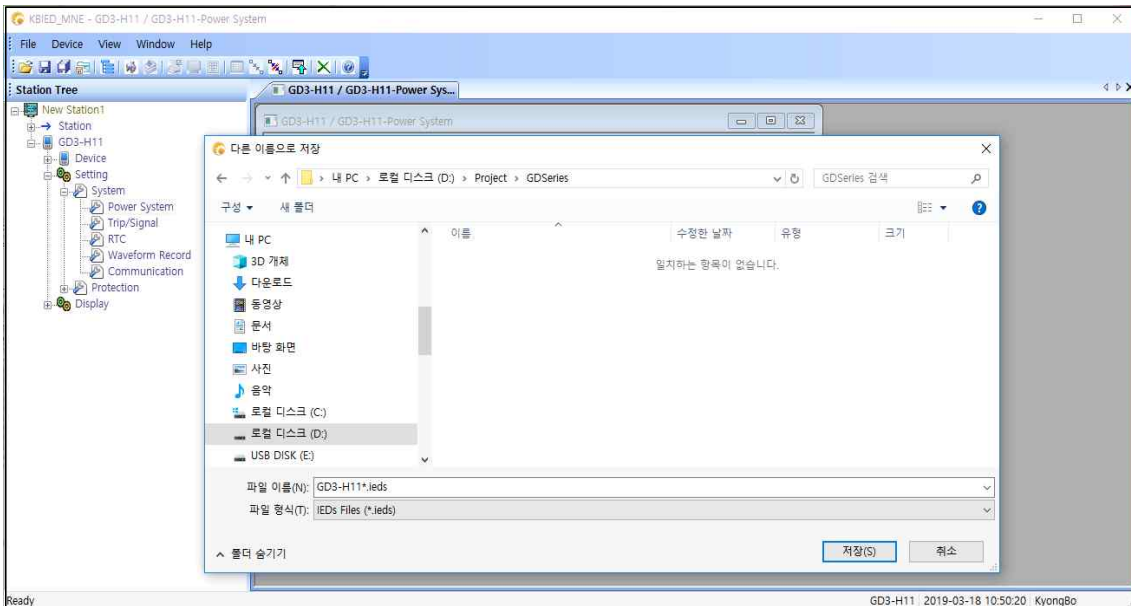 KBIED_MNE - GD3-H11 / GD3-H11-Power System
File Device View Window Help
Station Tree
GD3-H11 / GD3-H11-Power Sys...
New Station1
Station
GD3-H11
Device
Setting
System
Power System
Trip/Signal
RTC
Waveform Record
Communication
Protection
Display
GD3-H11 / GD3-H11-Power System
다른 이름으로 저장
내 PC › 로컬 디스크 (D:) › Project › GDSeries
GDSeries 검색
구성 새 폴더
이름 수정한 날짜 유형 크기
일치하는 항목이 없습니다.
내 PC
3D 개체
다운로드
동영상
문서
바탕 화면
사진
음악
로컬 디스크 (C:)
로컬 디스크 (D:)
USB DISK (E:)
파일 이름(N): GD3-H11*.ieds
파일 형식(T): IEDs Files (*.ieds)
폴더 숨기기
저장(S) 취소
Ready GD3-H11 2019-03-18 10:50:20 KyongBo